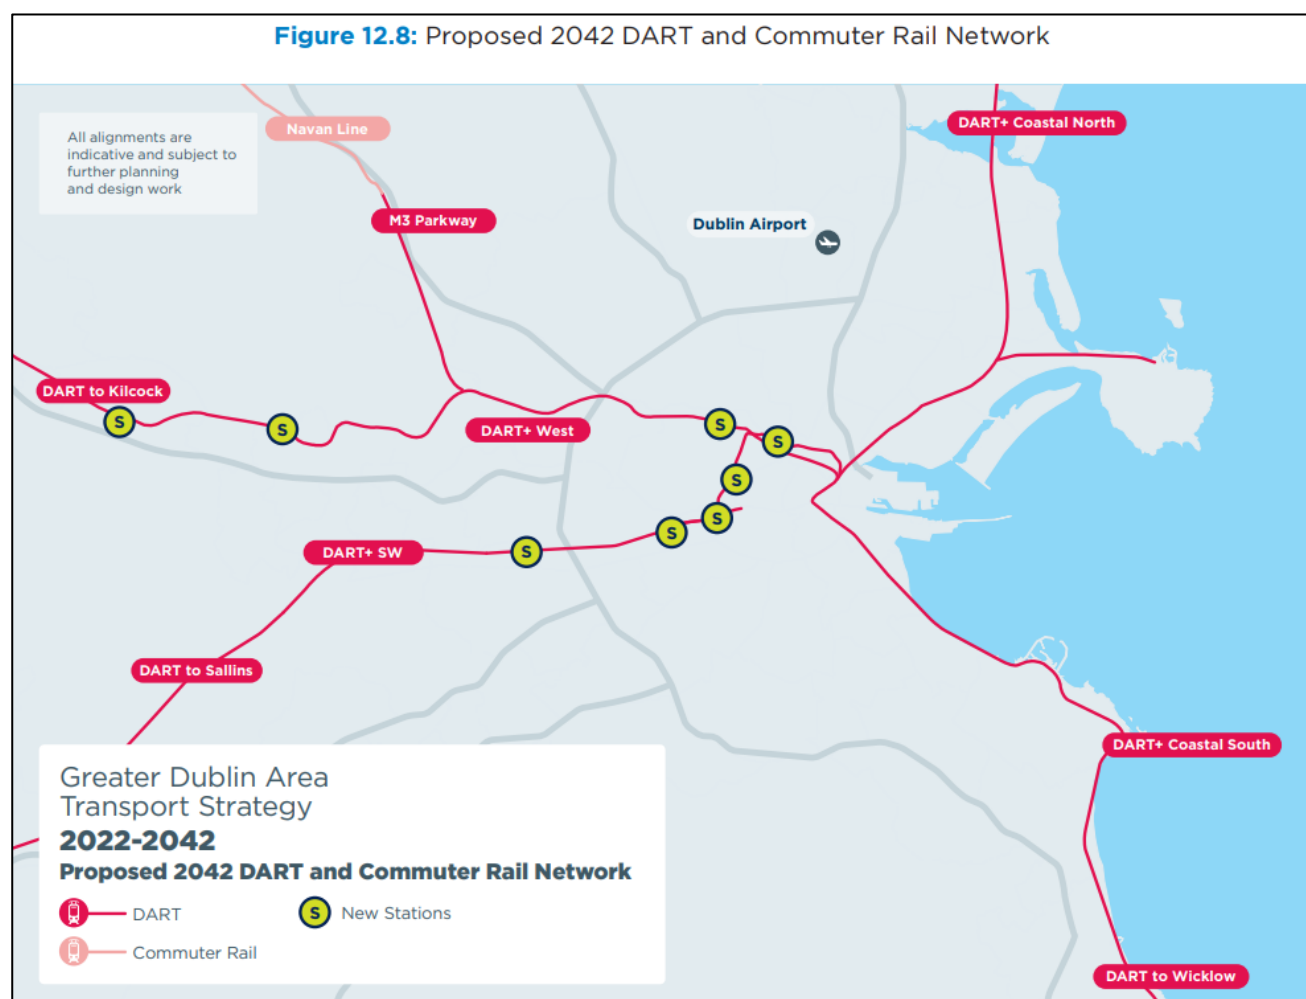 Figure 12.8: Proposed 2042 DART and Commuter Rail Network
All alignments are
indicative and subject to
further planning
and design work
Navan Line
DART+ Coastal North
M3 Parkway
Dublin Airport
DART to Kilcock
S
S
DART+ West
S
S
S
S
S
S
DART+ SW
DART to Sallins
DART+ Coastal South
DART to Wicklow
Greater Dublin Area
Transport Strategy
2022-2042
Proposed 2042 DART and Commuter Rail Network
DART
S New Stations
Commuter Rail